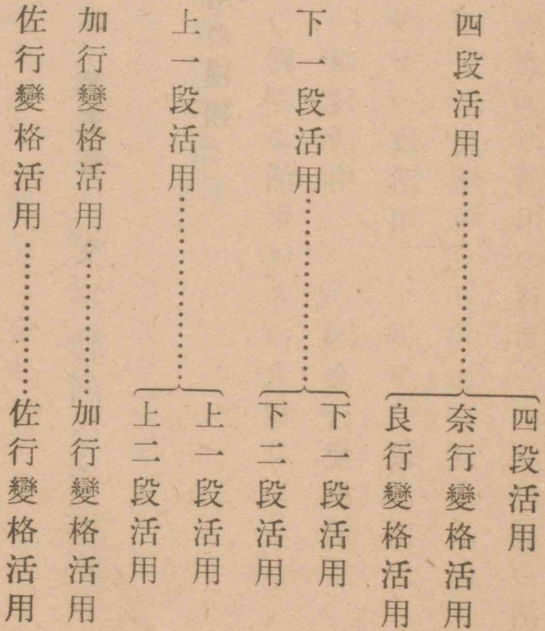 四段活用………………四段活用
奈行變格活用
良行變格活用
下一段活用………………下一段活用
下二段活用
上一段活用………………上一段活用
上二段活用
加行變格活用………………加行變格活用
佐行變格活用………………佐行變格活用